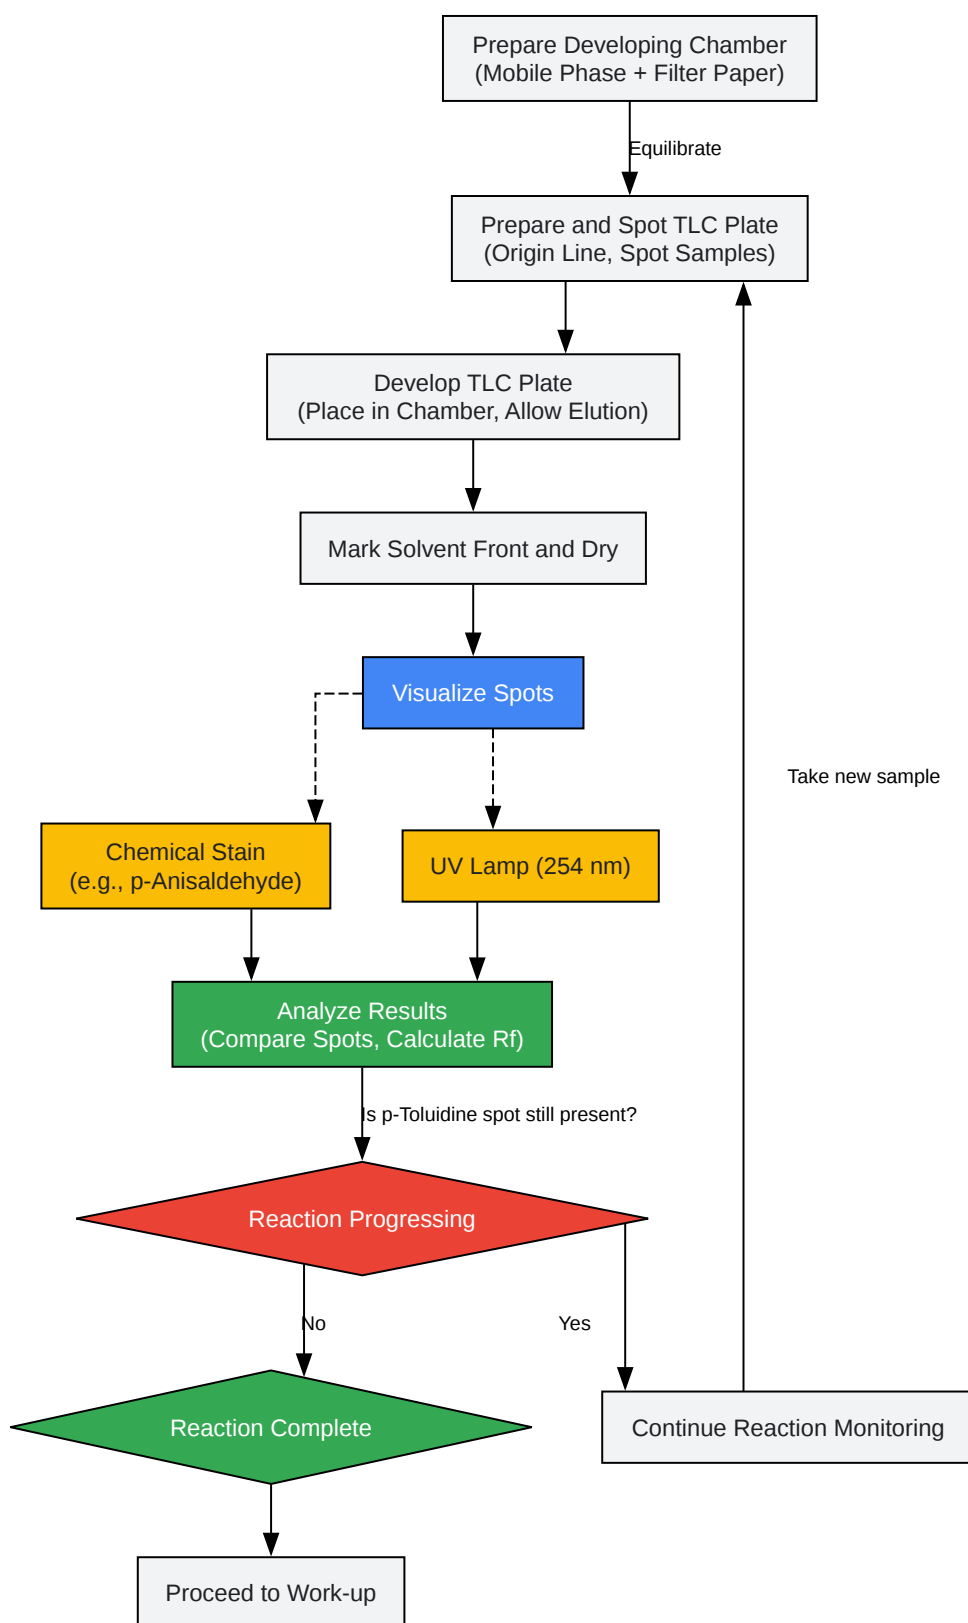 Prepare Developing Chamber
(Mobile Phase + Filter Paper)
Equilibrate
Prepare and Spot TLC Plate
(Origin Line, Spot Samples)
Develop TLC Plate
(Place in Chamber, Allow Elution)
Mark Solvent Front and Dry
Visualize Spots
Take new sample
Chemical Stain
(e.g., p-Anisaldehyde)
UV Lamp (254 nm)
Analyze Results
(Compare Spots, Calculate Rf)
Is p-Toluidine spot still present?
Reaction Progressing
No
Yes
Reaction Complete
Continue Reaction Monitoring
Proceed to Work-up